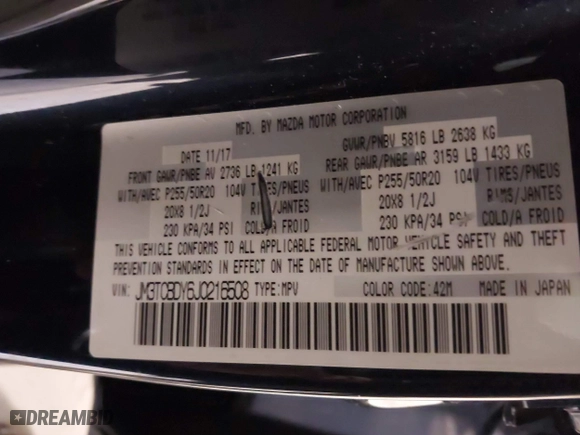 MFD. BY MAZDA MOTOR CORPORATION
DATE 11/17 GVWR/PNBV 5816 LB 2638 KG
FRONT GAWR/PNBE AV 2736 LB 1241 KG REAR GAWR/PNBE AR 3159 LB 1433 KG
WITH/AVEC P255/50R20 104V TIRES/PNEUS WITH/AVEC P255/50R20 104V TIRES/PNEUS
20X8 1/2J RIMS/JANTES 20X8 1/2J RIMS/JANTES
230 KPA/34 PSI COLD/A FROID 230 KPA/34 PSI COLD/A FROID
THIS VEHICLE CONFORMS TO ALL APPLICABLE FEDERAL MOTOR VEHICLE SAFETY AND THEFT
PREVENTION STANDARDS IN EFFECT ON THE DATE OF MANUFACTURE SHOWN ABOVE.
VIN: JM3TCBDY6J0216508 TYPE:MPV COLOR CODE:42M MADE IN JAPAN
DREAMBID